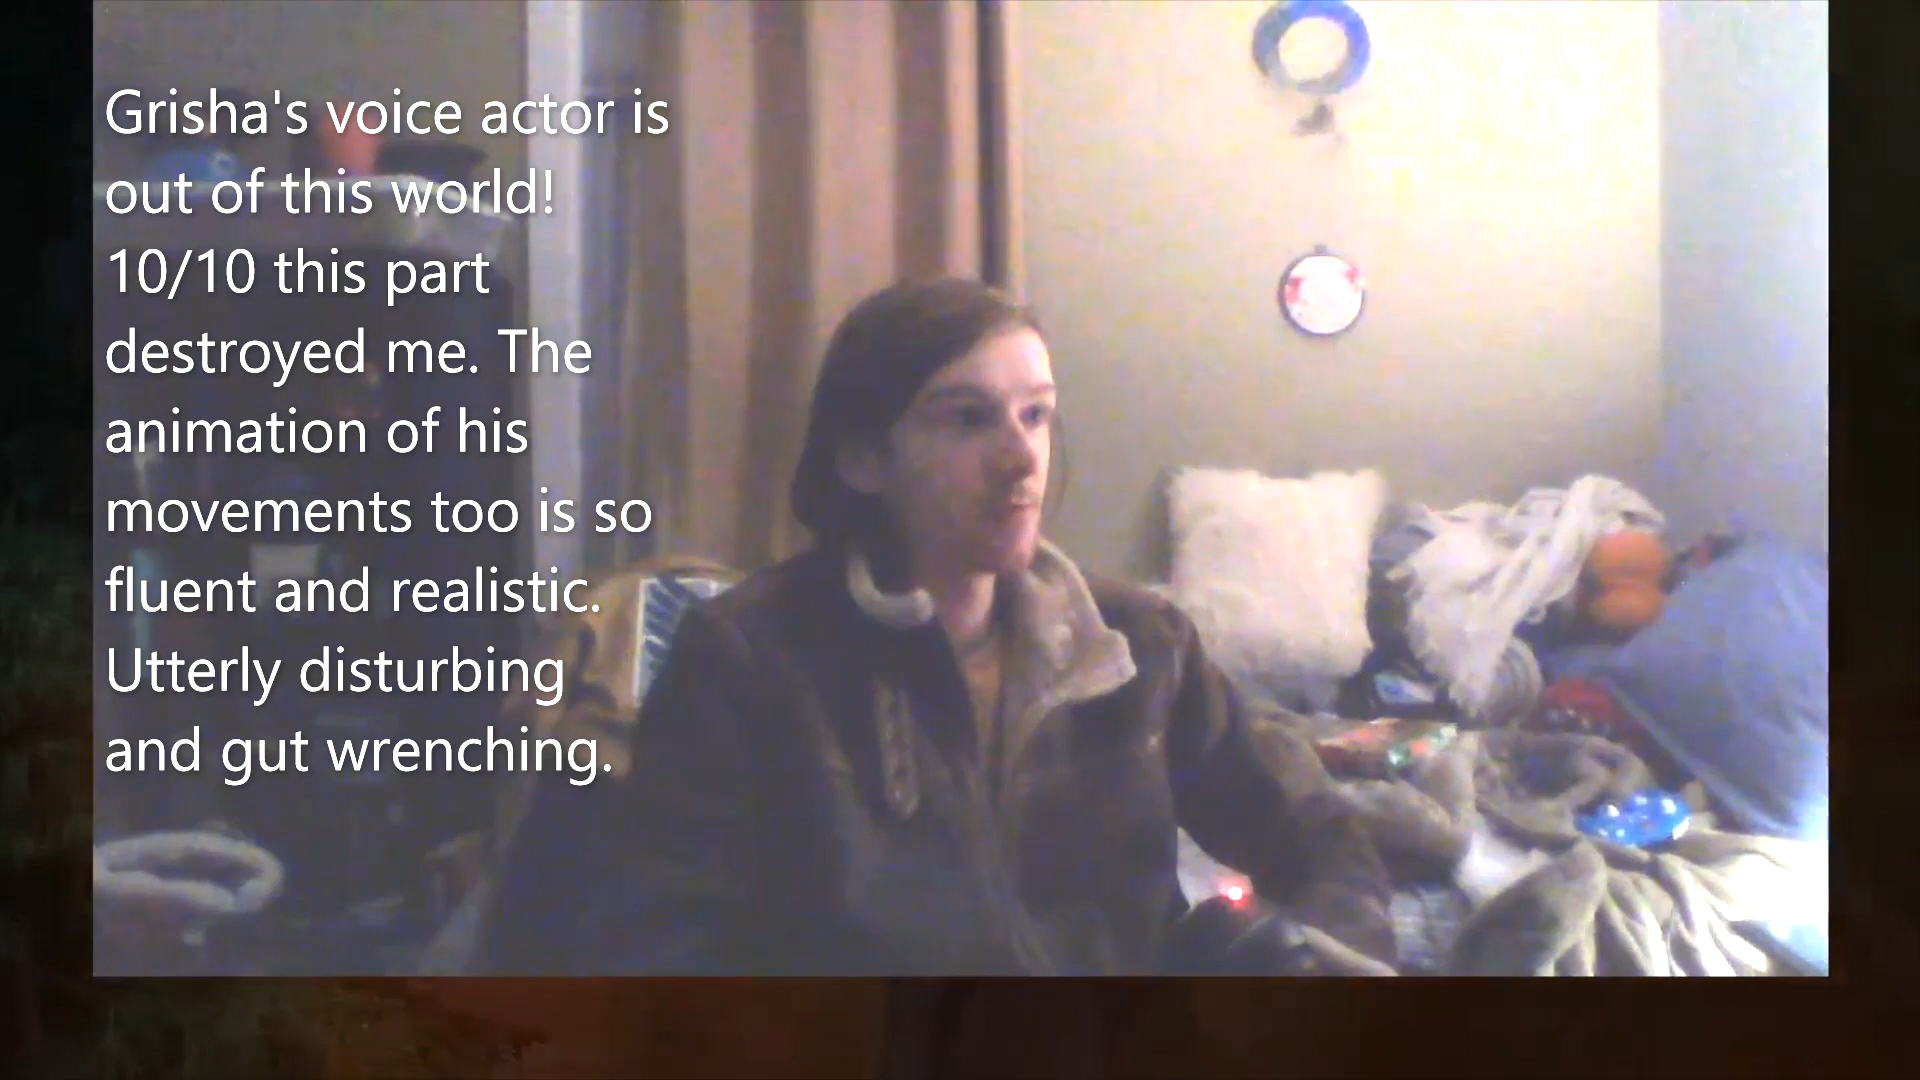 Grisha's voice actor is
out of this world!
10/10 this part
destroyed me. The
animation of his
movements too is so
fluent and realistic.
Utterly disturbing
and gut wrenching.